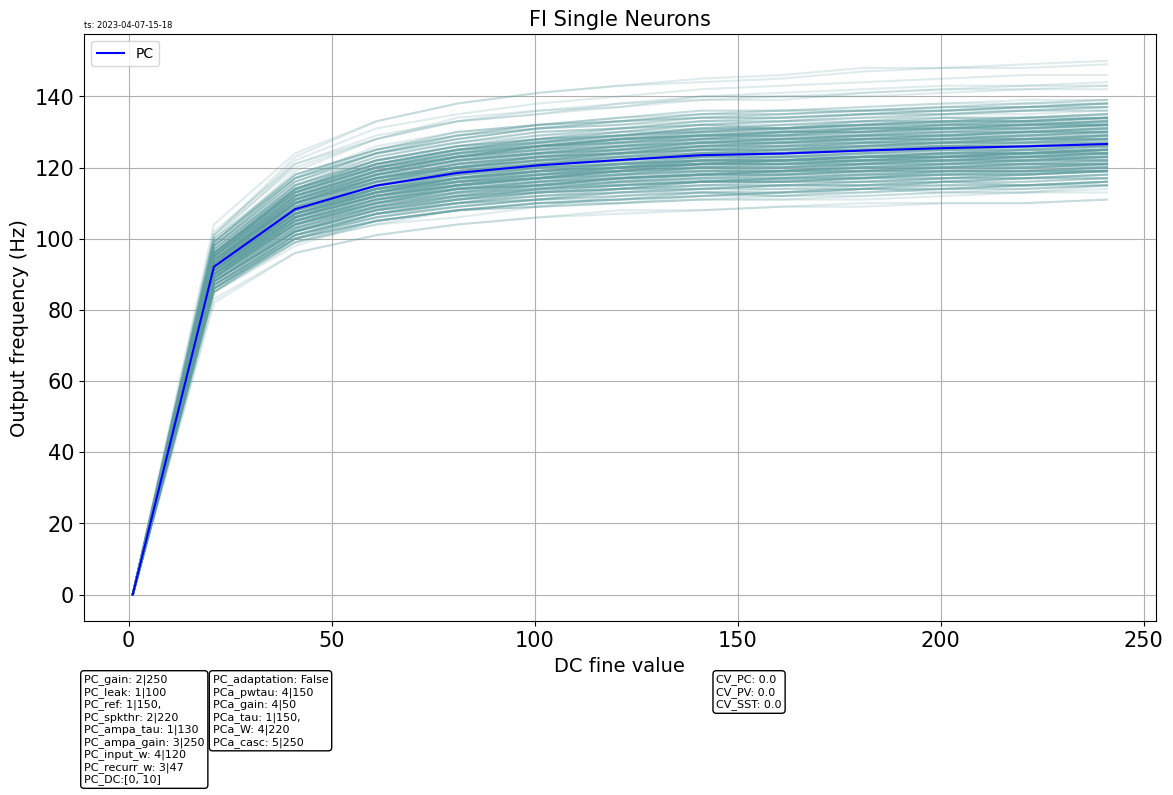 ts: 2023-04-07-15-18
FI Single Neurons
PC
Output frequency (Hz)
140
120
100
80
60
40
20
0
0 50 100 150 200 250
DC fine value
PC_gain: 2|250
PC_leak: 1|100
PC_ref: 1|150,
PC_spkthr: 2|220
PC_ampa_tau: 1|130
PC_ampa_gain: 3|250
PC_input_w: 4|120
PC_recurr_w: 3|47
PC_DC:[0, 10]
PC_adaptation: False
PCa_pwtau: 4|150
PCa_gain: 4|50
PCa_tau: 1|150,
PCa_W: 4|220
PCa_casc: 5|250
CV_PC: 0.0
CV_PV: 0.0
CV_SST: 0.0